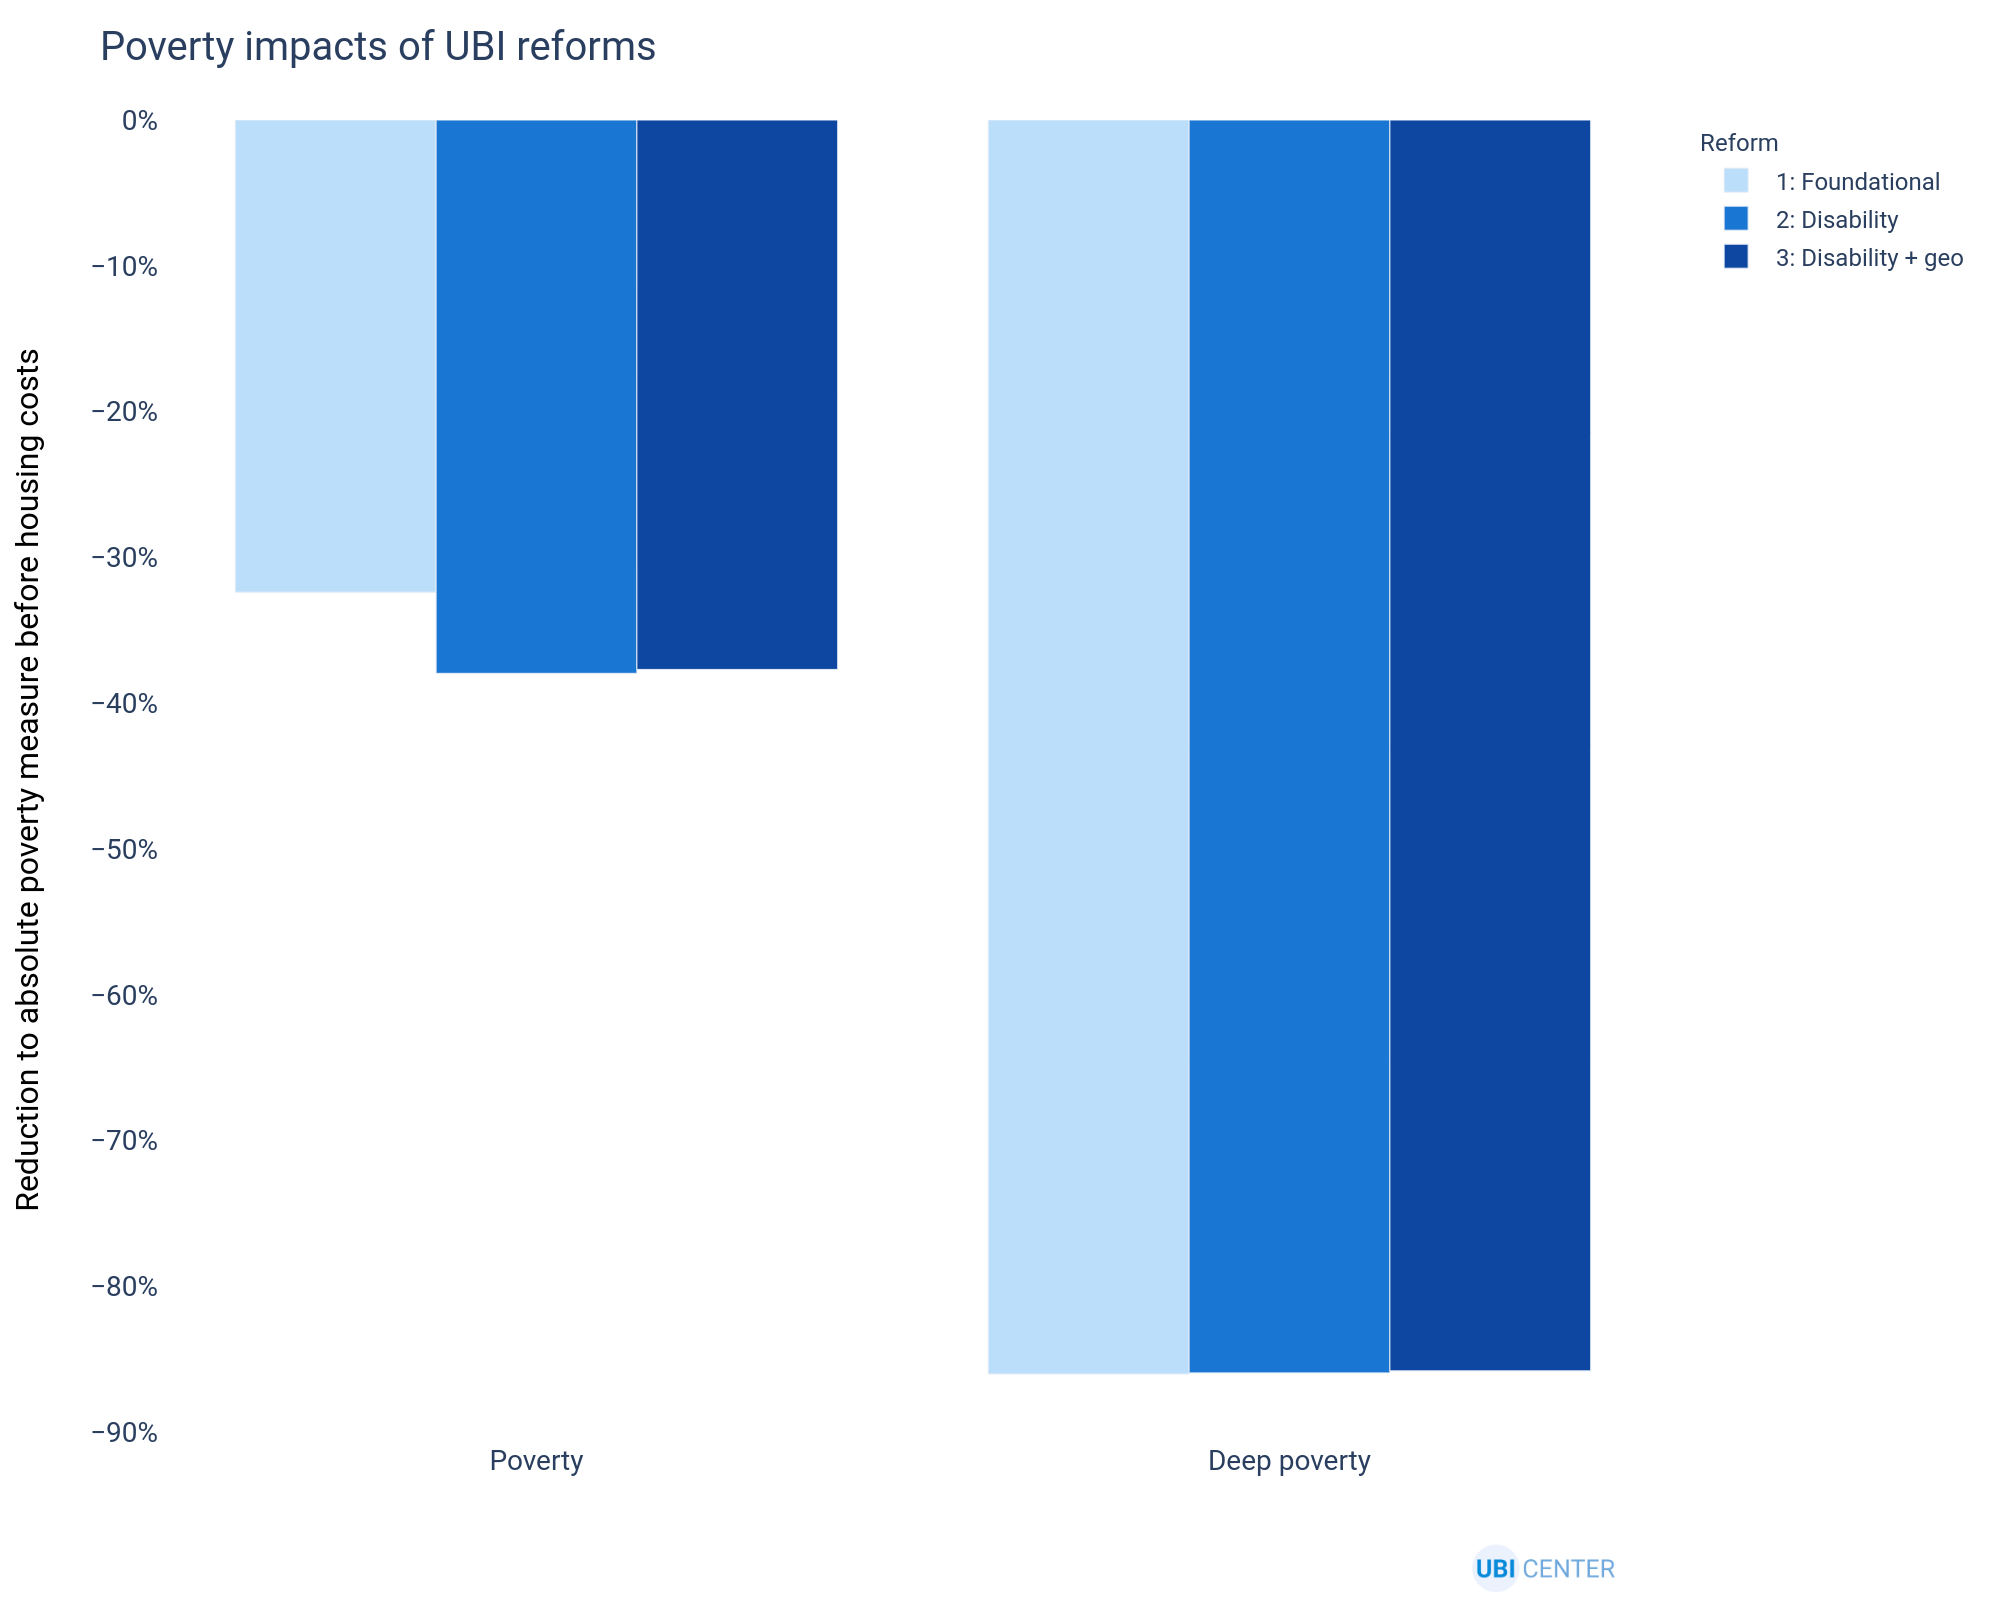 Poverty impacts of UBI reforms
0%
−10%
−20%
−30%
−40%
−50%
−60%
−70%
−80%
−90%
Reduction to absolute poverty measure before housing costs
Poverty
Deep poverty
Reform
1: Foundational
2: Disability
3: Disability + geo
UBI CENTER